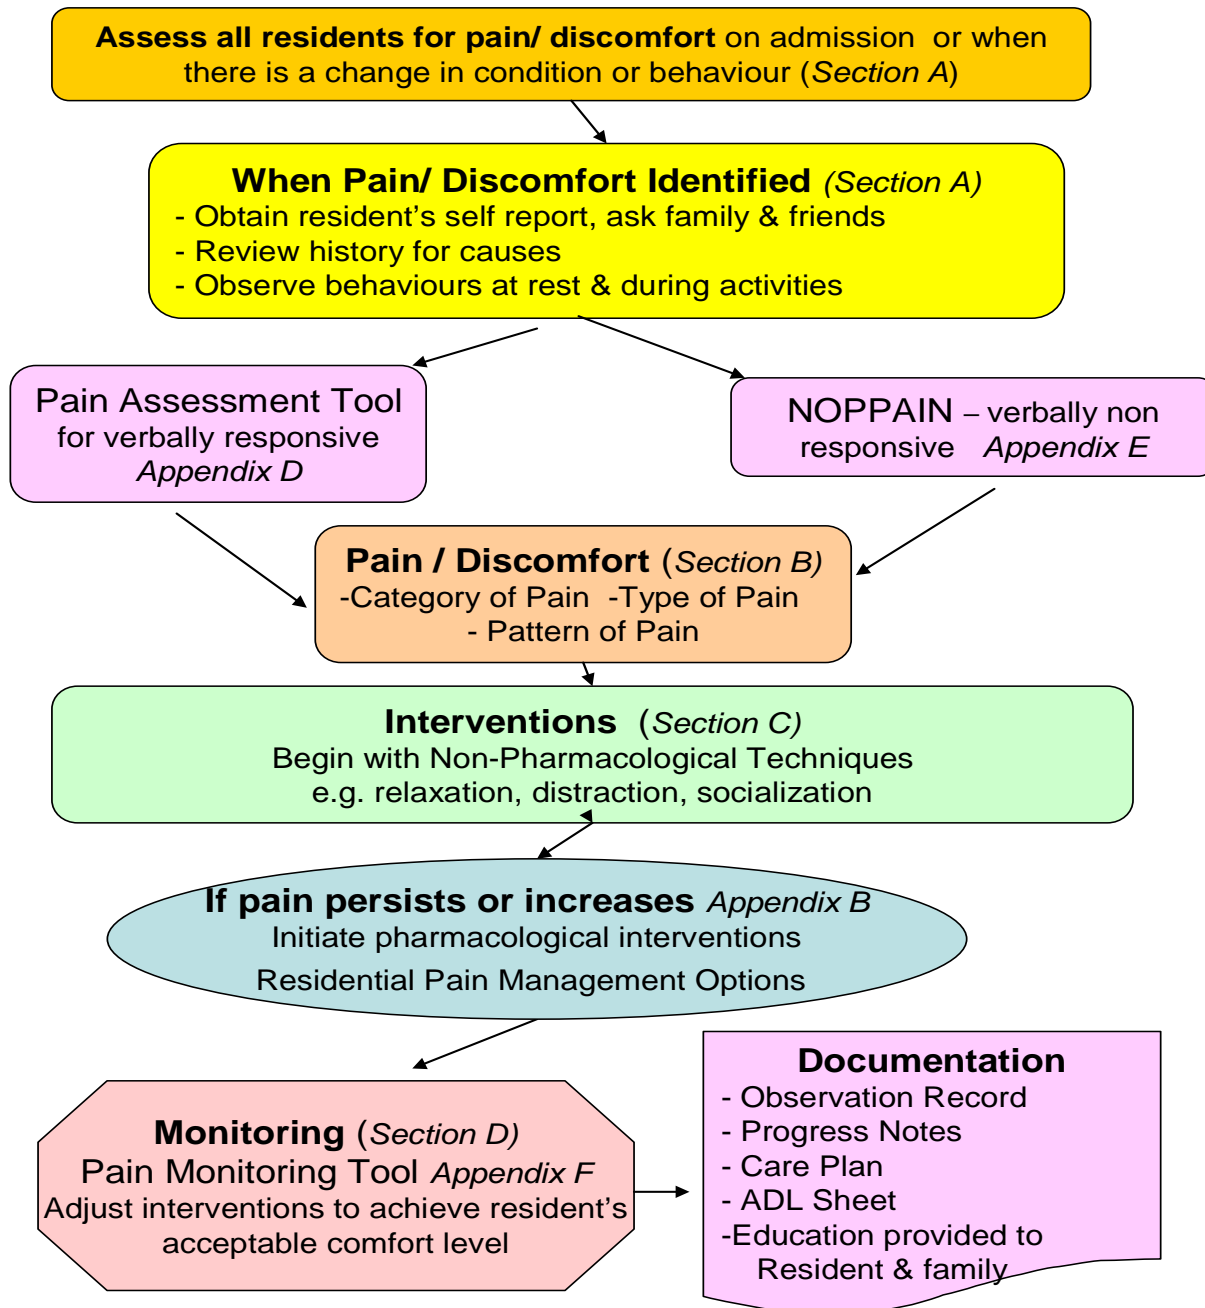 Assess all residents for pain/ discomfort on admission or when
there is a change in condition or behaviour (Section A)
When Pain/ Discomfort Identified (Section A)
- Obtain resident's self report, ask family & friends
- Review history for causes
- Observe behaviours at rest & during activities
Pain Assessment Tool
for verbally responsive
Appendix D
NOPPAIN – verbally non
responsive Appendix E
Pain / Discomfort (Section B)
-Category of Pain -Type of Pain
- Pattern of Pain
Interventions (Section C)
Begin with Non-Pharmacological Techniques
e.g. relaxation, distraction, socialization
If pain persists or increases Appendix B
Initiate pharmacological interventions
Residential Pain Management Options
Monitoring (Section D)
Pain Monitoring Tool Appendix F
Adjust interventions to achieve resident's
acceptable comfort level
Documentation
- Observation Record
- Progress Notes
- Care Plan
- ADL Sheet
-Education provided to
Resident & family